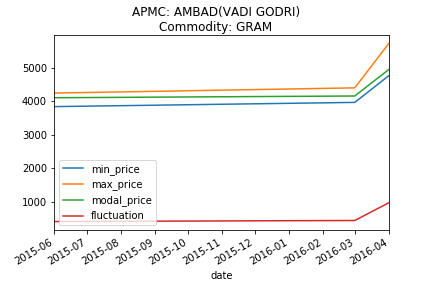 APMC: AMBAD(VADI GODRI)
Commodity: GRAM
5000
4000
3000
2000
1000
min_price
max_price
modal_price
fluctuation
2015-06
2015-07
2015-08
2015-09
2015-10
2015-11
2015-12
2016-01
2016-02
2016-03
2016-04
date